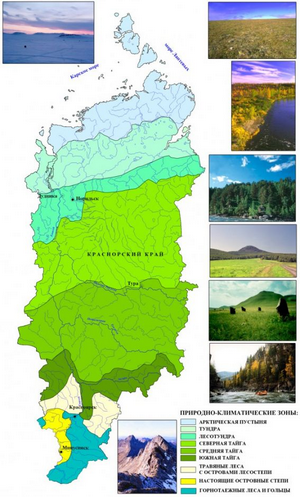 Карское море
море Лаптевых
Дудинка
Норильск
КРАСНОЯРСКИЙ КРАЙ
Тура
Красноярск
Минусинск
ПРИРОДНО-КЛИМАТИЧЕСКИЕ ЗОНЫ:
АРКТИЧЕСКАЯ ПУСТЫНЯ
ТУНДРА
ЛЕСОТУНДРА
СЕВЕРНАЯ ТАЙГА
СРЕДНЯЯ ТАЙГА
ЮЖНАЯ ТАЙГА
ТРАВЯНЫЕ ЛЕСА
С ОСТРОВАМИ ЛЕСОСТЕПИ
НАСТОЯЩИЕ ОСТРОВНЫЕ СТЕПИ
ГОРНОТАЕЖНЫЕ ЛЕСА И ГОЛЬЦЫ